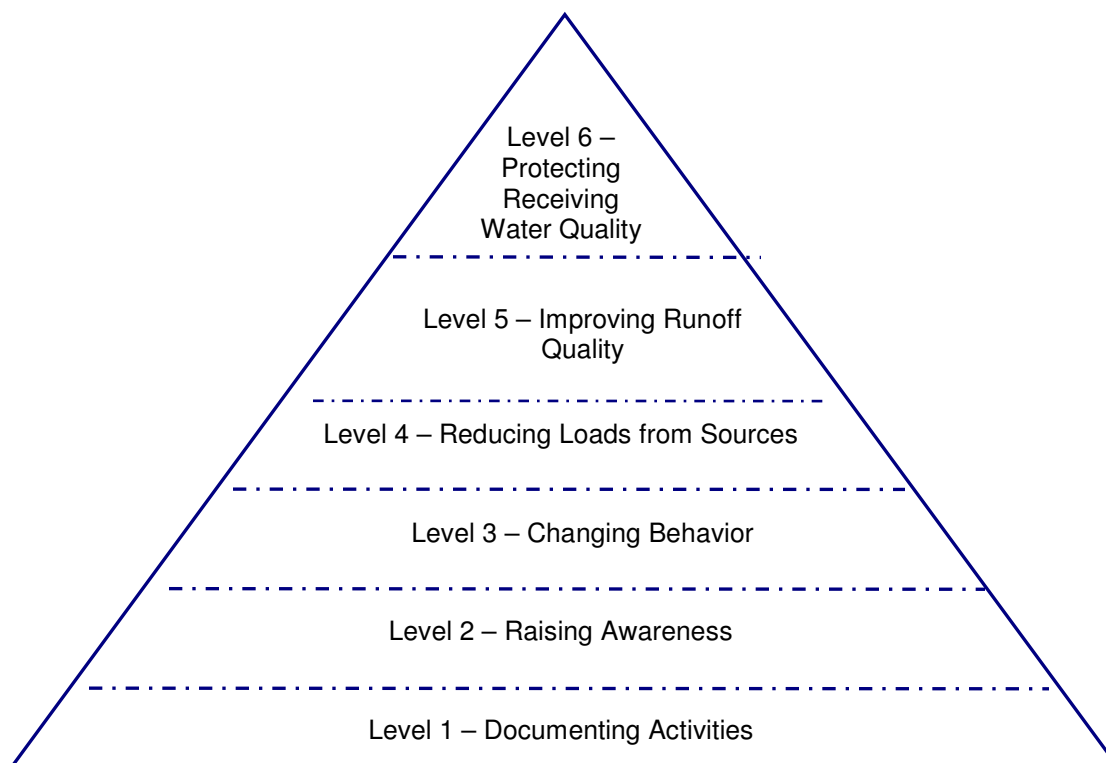 Level 6 –
Protecting
Receiving
Water Quality
Level 5 – Improving Runoff
Quality
Level 4 – Reducing Loads from Sources
Level 3 – Changing Behavior
Level 2 – Raising Awareness
Level 1 – Documenting Activities